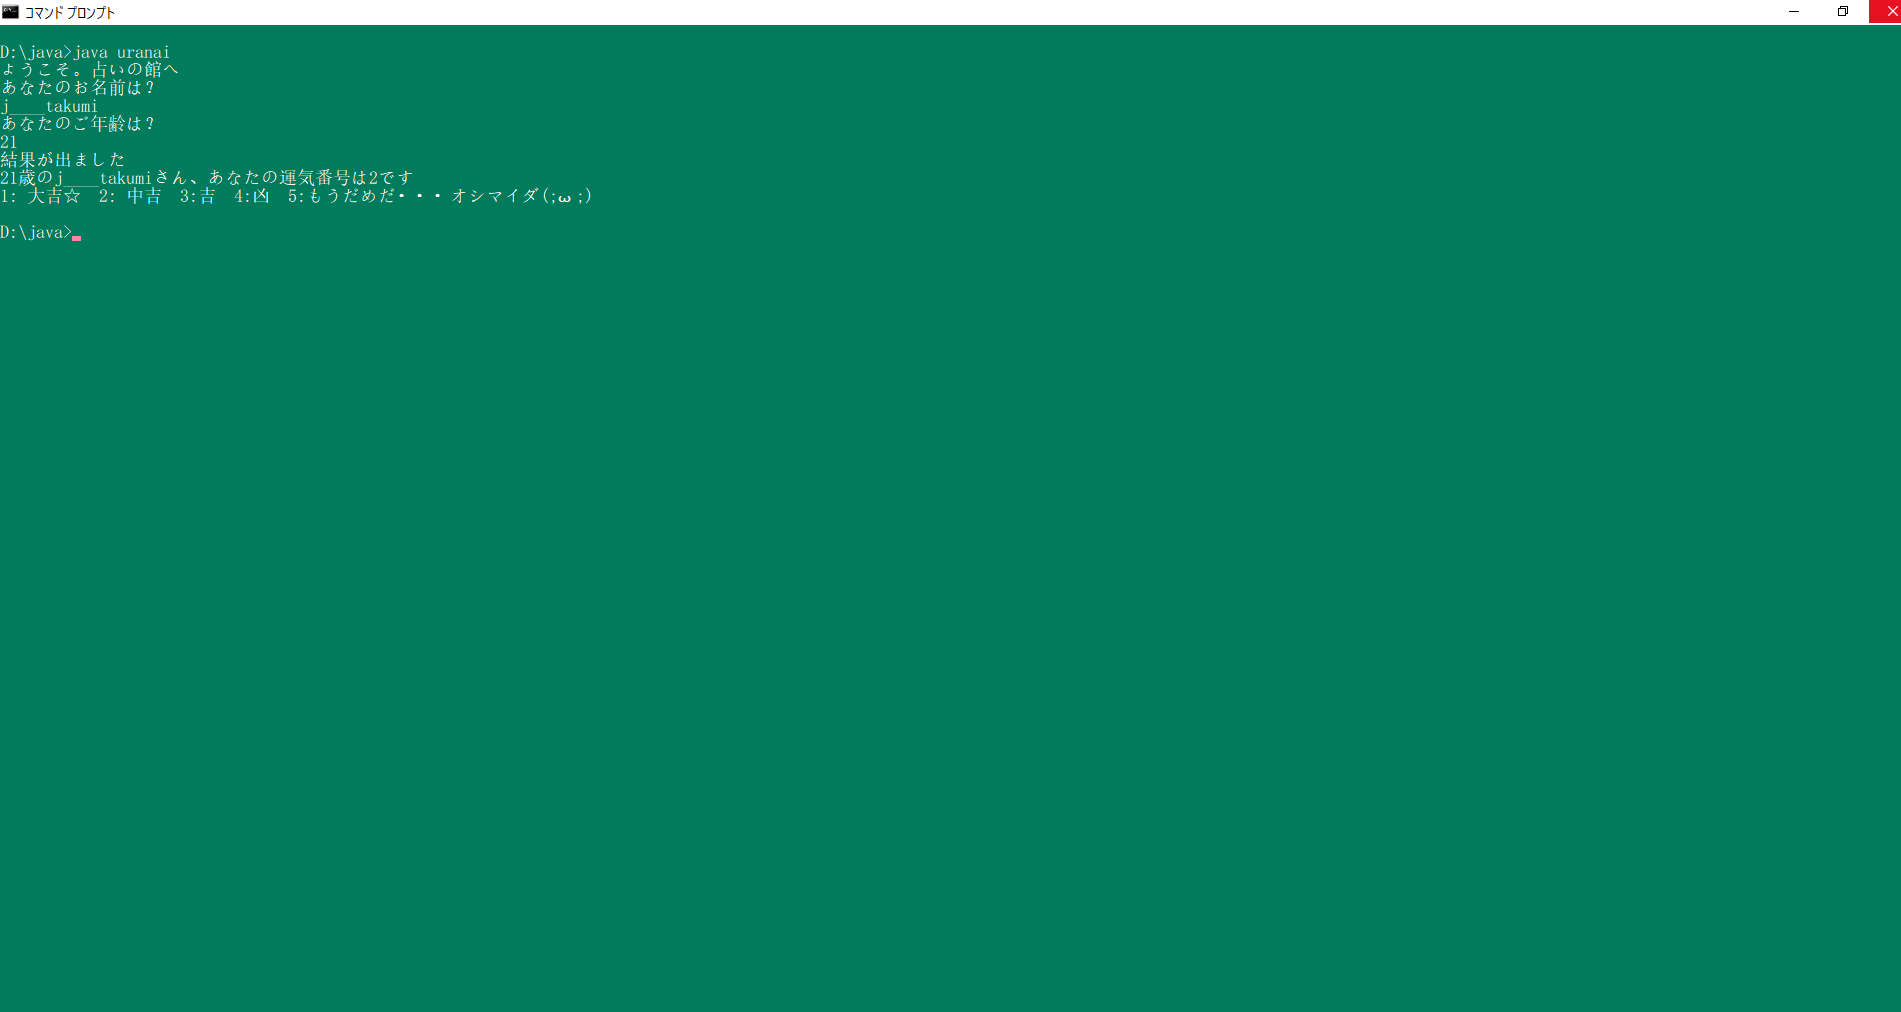 コマンド プロンプト
D:\java>java uranai
ようこそ。占いの館へ
あなたのお名前は？
j____takumi
あなたのご年齢は？
21
結果が出ました
21歳のj____takumiさん、あなたの運気番号は2です
1: 大吉☆　2: 中吉　3:吉　4:凶　5:もうだめだ・・・オシマイダ(;ω;)
D:\java>